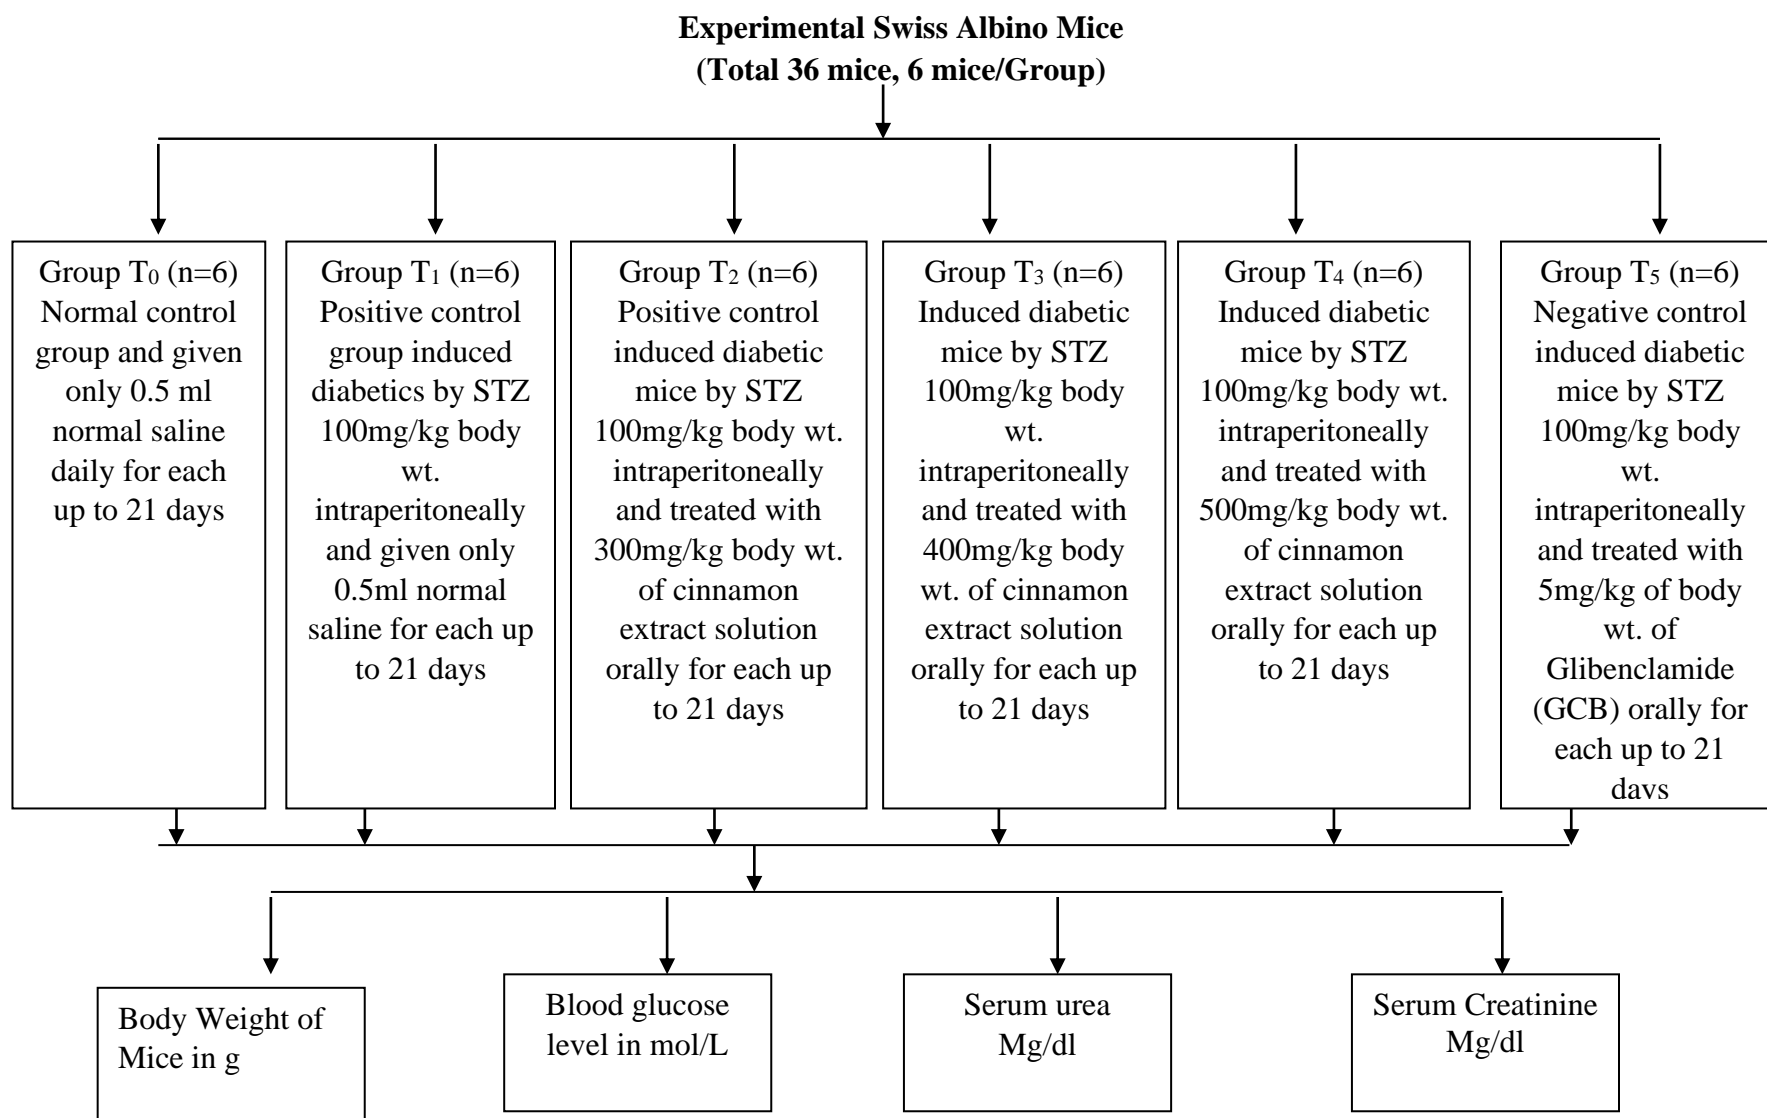 Experimental Swiss Albino Mice
(Total 36 mice, 6 mice/Group)
Group T0 (n=6)
Normal control
group and given
only 0.5 ml
normal saline
daily for each
up to 21 days
Group T1 (n=6)
Positive control
group induced
diabetics by STZ
100mg/kg body
wt.
intraperitoneally
and given only
0.5ml normal
saline for each up
to 21 days
Group T2 (n=6)
Positive control
induced diabetic
mice by STZ
100mg/kg body wt.
intraperitoneally
and treated with
300mg/kg body wt.
of cinnamon
extract solution
orally for each up
to 21 days
Group T3 (n=6)
Induced diabetic
mice by STZ
100mg/kg body
wt.
intraperitoneally
and treated with
400mg/kg body
wt. of cinnamon
extract solution
orally for each up
to 21 days
Group T4 (n=6)
Induced diabetic
mice by STZ
100mg/kg body wt.
intraperitoneally
and treated with
500mg/kg body wt.
of cinnamon
extract solution
orally for each up
to 21 days
Group T5 (n=6)
Negative control
induced diabetic
mice by STZ
100mg/kg body
wt.
intraperitoneally
and treated with
5mg/kg of body
wt. of
Glibenclamide
(GCB) orally for
each up to 21
days
Body Weight of
Mice in g
Blood glucose
level in mol/L
Serum urea
Mg/dl
Serum Creatinine
Mg/dl